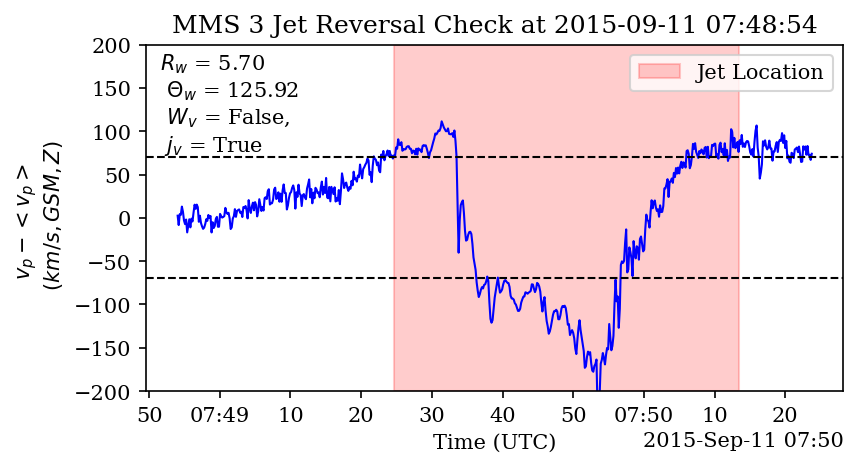 MMS 3 Jet Reversal Check at 2015-09-11 07:48:54
R_w = 5.70
Θ_w = 125.92
W_v = False,
j_v = True
Jet Location
200
150
100
50
0
−50
−100
−150
−200
v_p − < v_p >
(km/s, GSM, Z)
50 07:49 10 20 30 40 50 07:50 10 20
Time (UTC)
2015-Sep-11 07:50